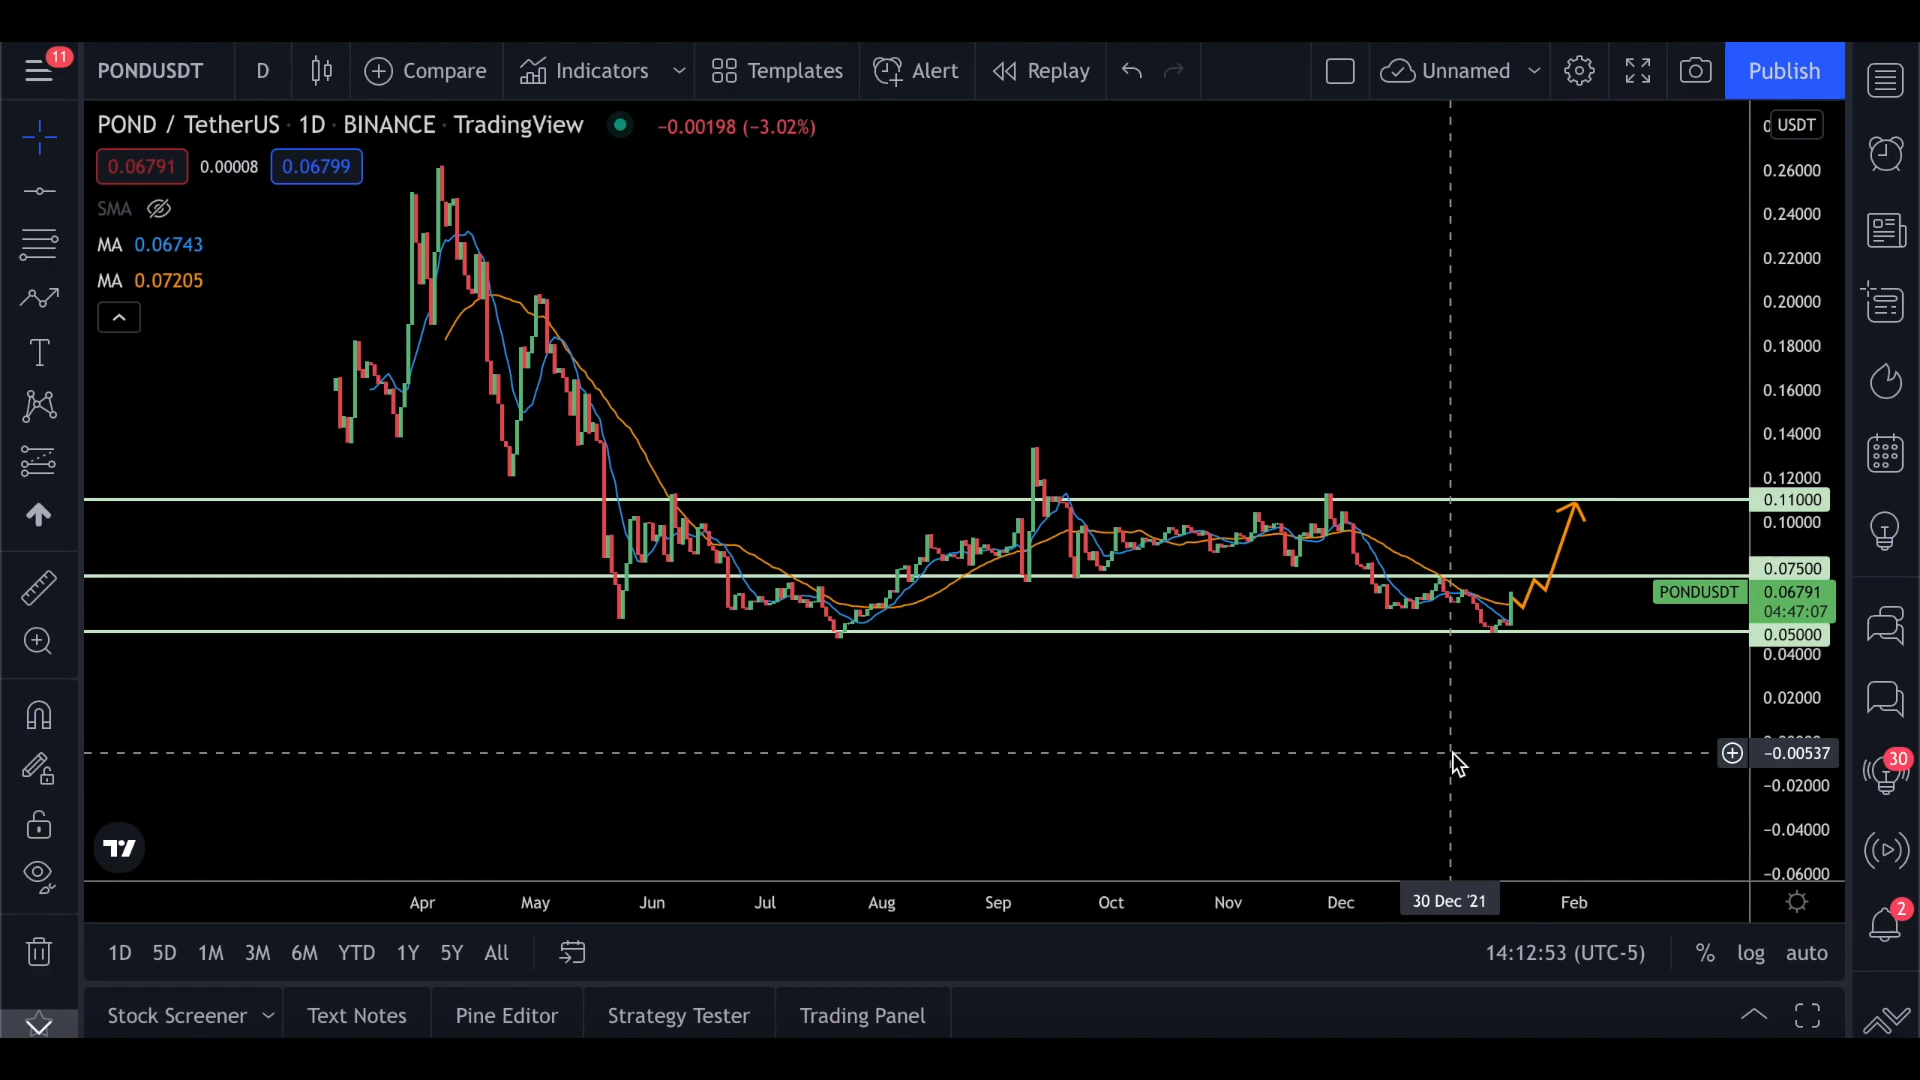 11
PONDUSDT D Compare Indicators Templates Alert Replay Unnamed Publish
POND / TetherUS · 1D · BINANCE · TradingView −0.00198 (−3.02%)
0.06791 0.00008 0.06799
SMA
MA 0.06743
MA 0.07205
USDT
0.26000
0.24000
0.22000
0.20000
0.18000
0.16000
0.14000
0.12000
0.11000
0.10000
0.07500
PONDUSDT 0.06791
04:47:07
0.05000
0.04000
0.02000
−0.00537
−0.02000
−0.04000
−0.06000
30
2
Apr May Jun Jul Aug Sep Oct Nov Dec 30 Dec '21 Feb
1D 5D 1M 3M 6M YTD 1Y 5Y All 14:12:53 (UTC-5) % log auto
Stock Screener Text Notes Pine Editor Strategy Tester Trading Panel